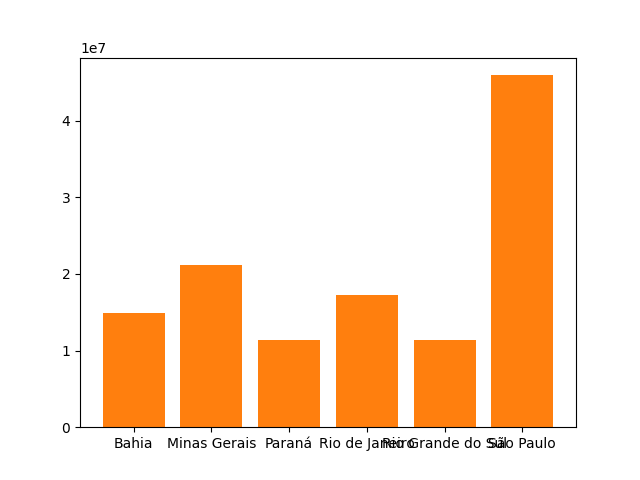 1e7
4
3
2
1
0
Bahia Minas Gerais Paraná Rio de Janeiro Rio Grande do Sul São Paulo